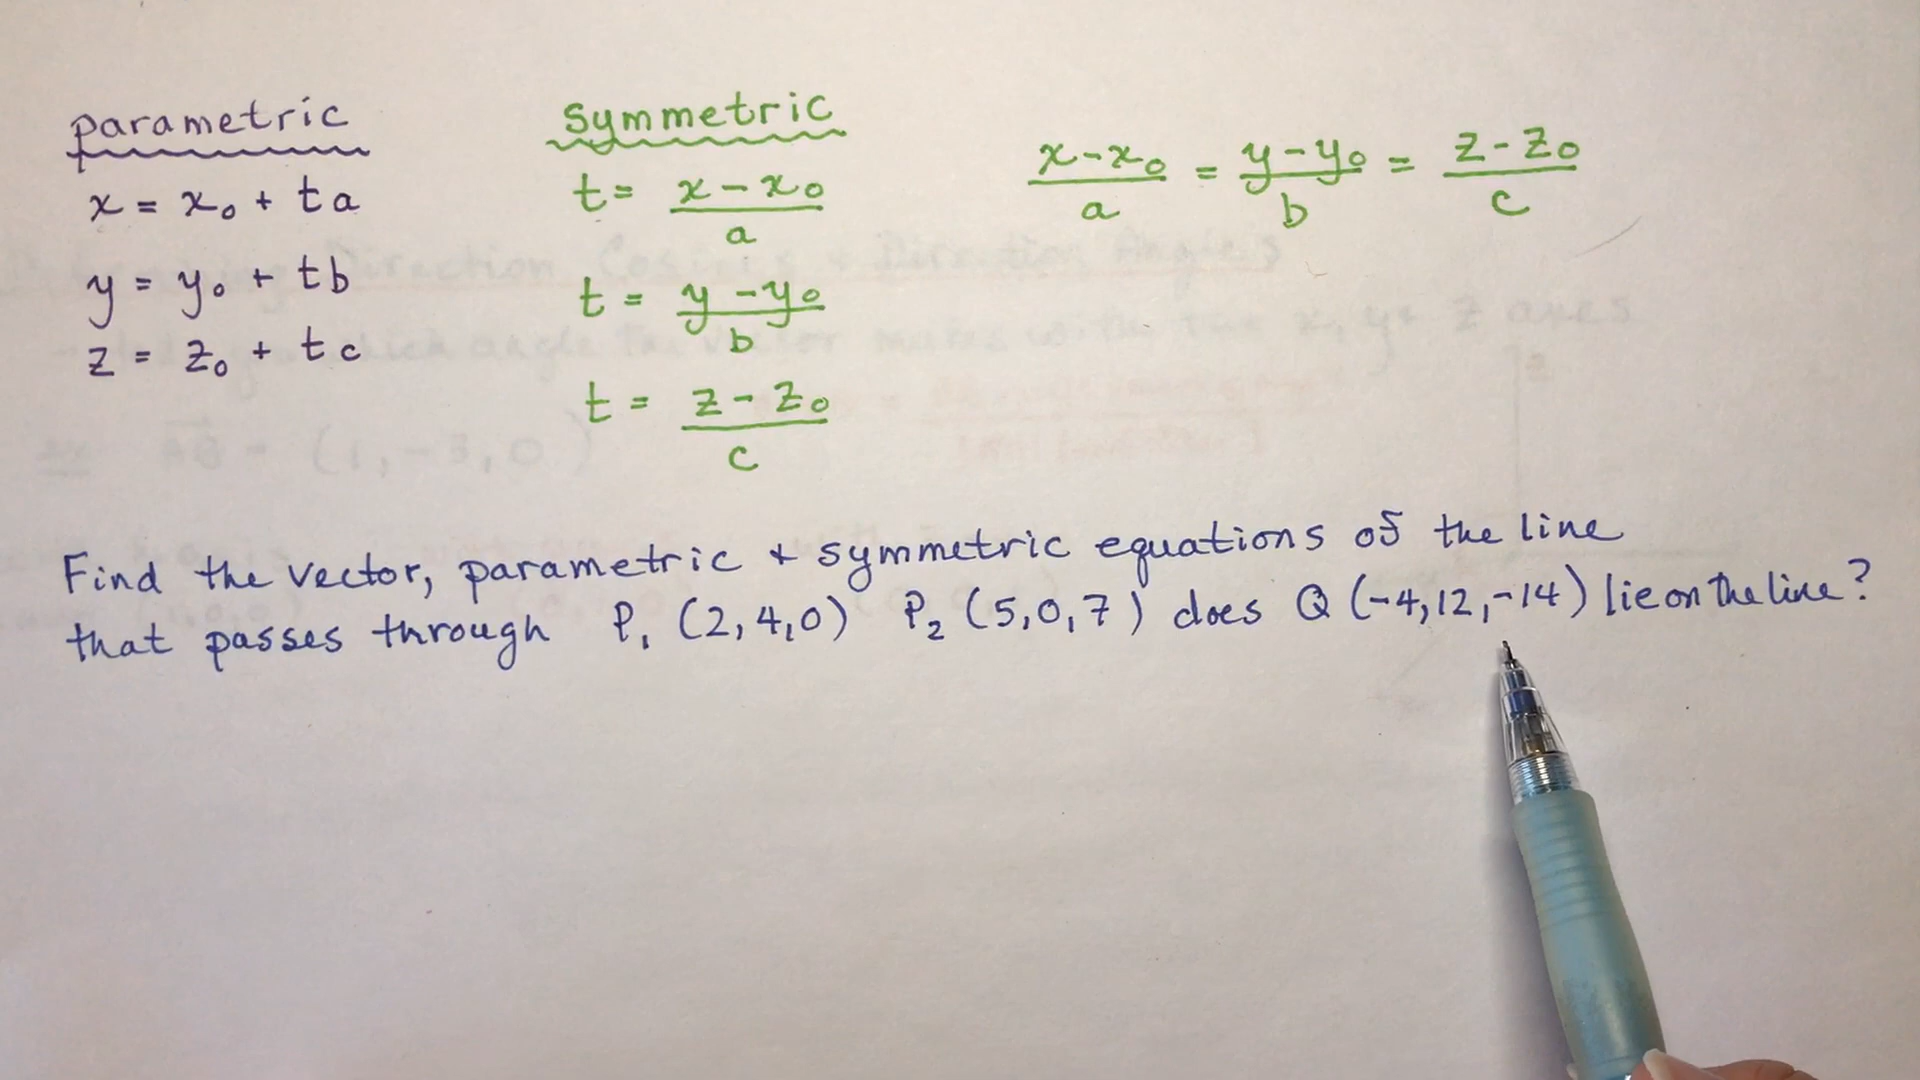 parametric
x = x₀ + ta
y = y₀ + tb
z = z₀ + tc
symmetric
t = (x - x₀)/a
t = (y - y₀)/b
t = (z - z₀)/c
(x - x₀)/a = (y - y₀)/b = (z - z₀)/c
Find the vector, parametric + symmetric equations of the line
that passes through P₁ (2,4,0) P₂ (5,0,7) does Q (-4,12,-14) lie on the line?